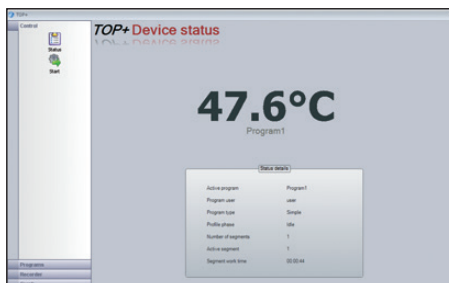 TOP+
Control
TOP+ Device status
Status
Start
47.6°C
Program1
Status details
Active program Program1
Program user user
Program type Simple
Profile phase Idle
Number of segments 1
Active segment 1
Segment work time 00:00:44
Programs
Recorder